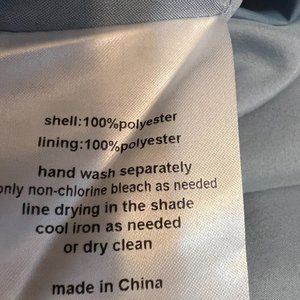 shell:100%polyester
lining:100%polyester
hand wash separately
only non-chlorine bleach as needed
line drying in the shade
cool iron as needed
or dry clean
made in China